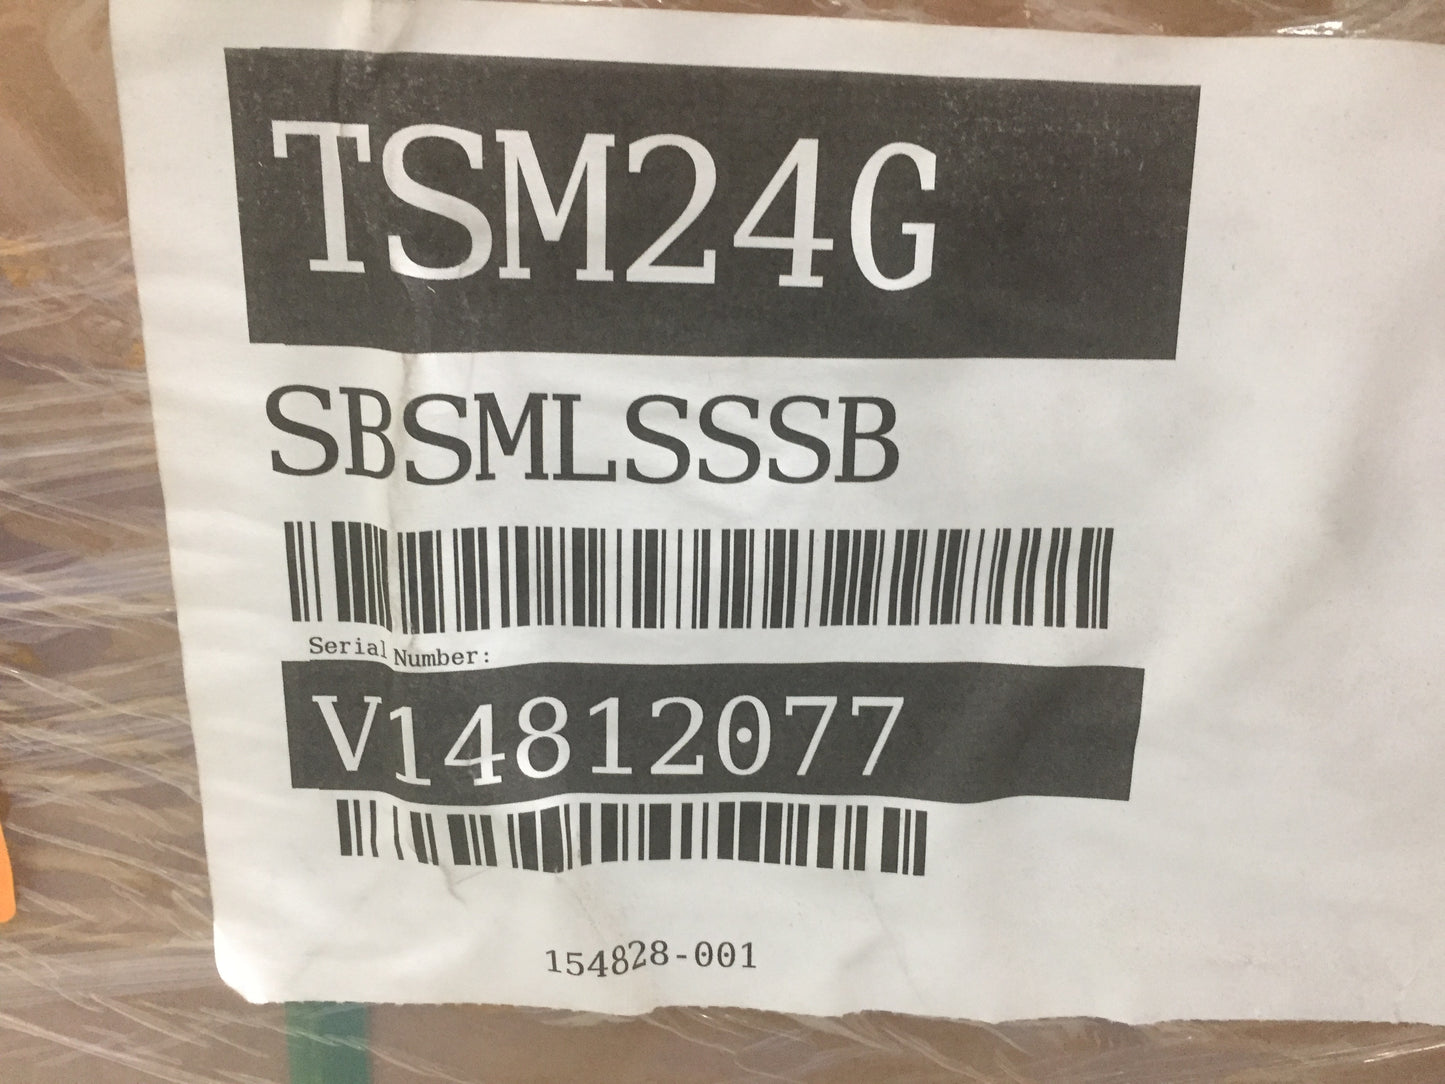 TSM24G
SBSMLSSSB
Serial Number:
V14812077
154828-001